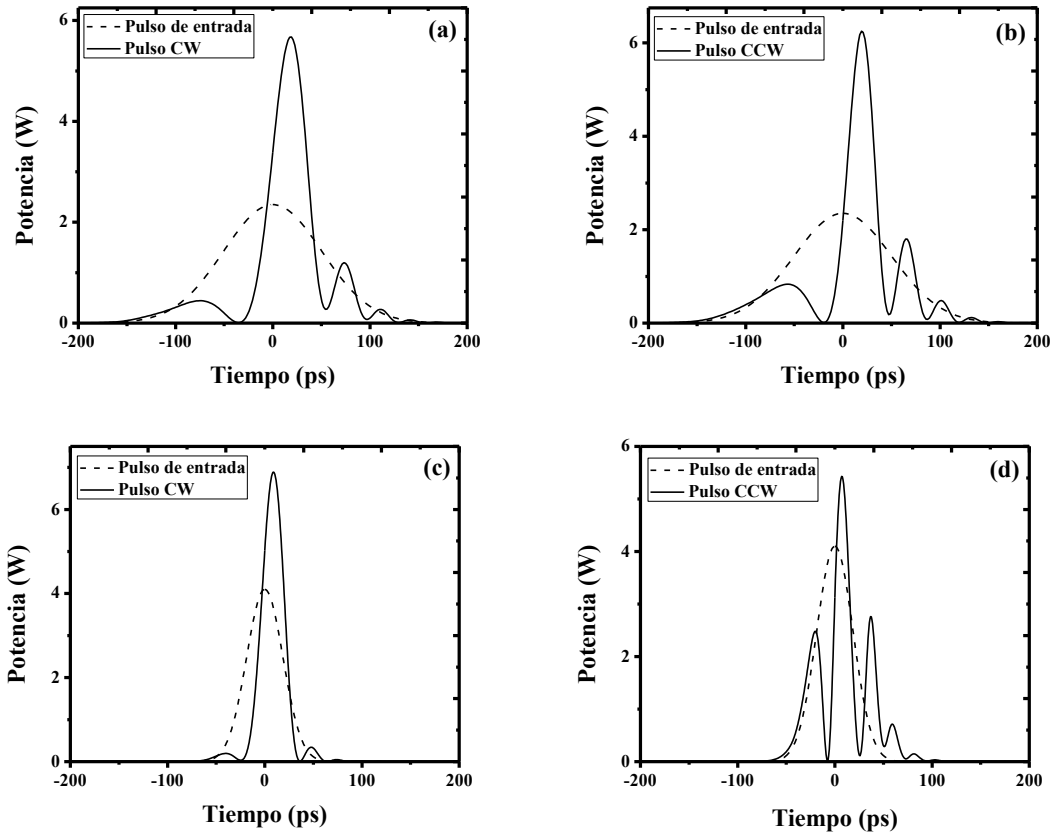 6
Pulso de entrada
Pulso CW
(a)
4
2
0
-200
-100
0
100
200
Potencia (W)
Tiempo (ps)
6
Pulso de entrada
Pulso CCW
(b)
4
2
0
-200
-100
0
100
200
Potencia (W)
Tiempo (ps)
Pulso de entrada
Pulso CW
(c)
6
4
2
0
-200
-100
0
100
200
Potencia (W)
Tiempo (ps)
6
Pulso de entrada
Pulso CCW
(d)
4
2
0
-200
-100
0
100
200
Potencia (W)
Tiempo (ps)